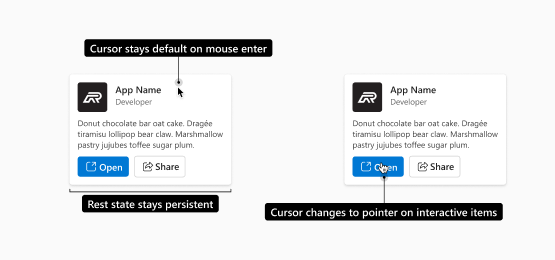 Cursor stays default on mouse enter
App Name
Developer
Donut chocolate bar oat cake. Dragée
tiramisu lollipop bear claw. Marshmallow
pastry jujubes toffee sugar plum.
Open
Share
Rest state stays persistent
App Name
Developer
Donut chocolate bar oat cake. Dragée
tiramisu lollipop bear claw. Marshmallow
pastry jujubes toffee sugar plum.
Open
Share
Cursor changes to pointer on interactive items